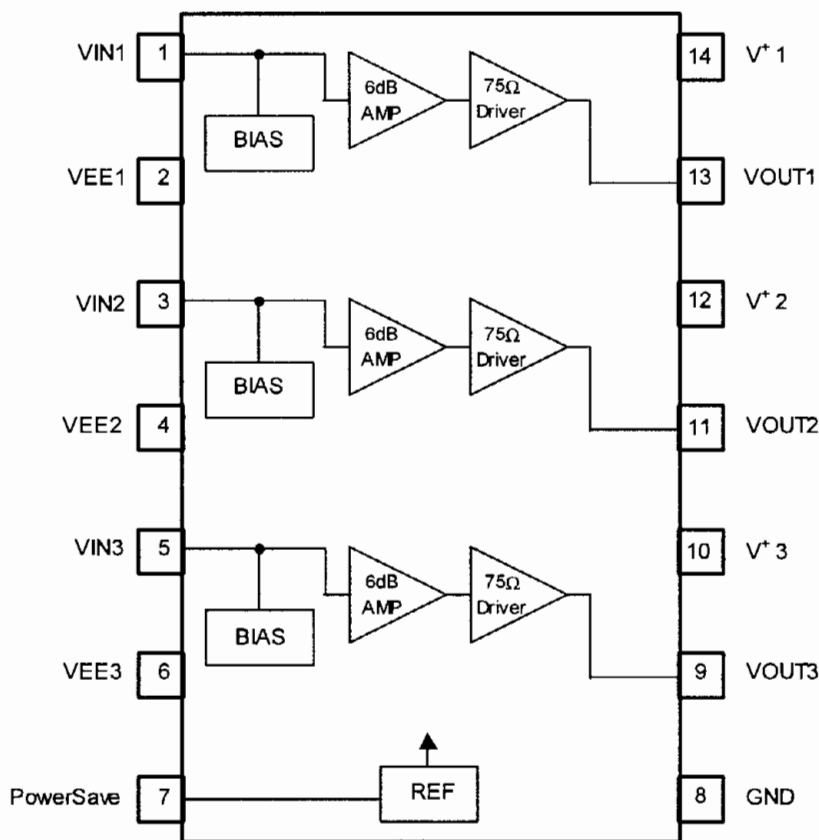 VIN1 1
6dB
AMP
75Ω
Driver
14 V+1
BIAS
VEE1 2
13 VOUT1
VIN2 3
6dB
AMP
75Ω
Driver
12 V+2
BIAS
VEE2 4
11 VOUT2
VIN3 5
6dB
AMP
75Ω
Driver
10 V+3
BIAS
VEE3 6
9 VOUT3
PowerSave 7
REF
8 GND